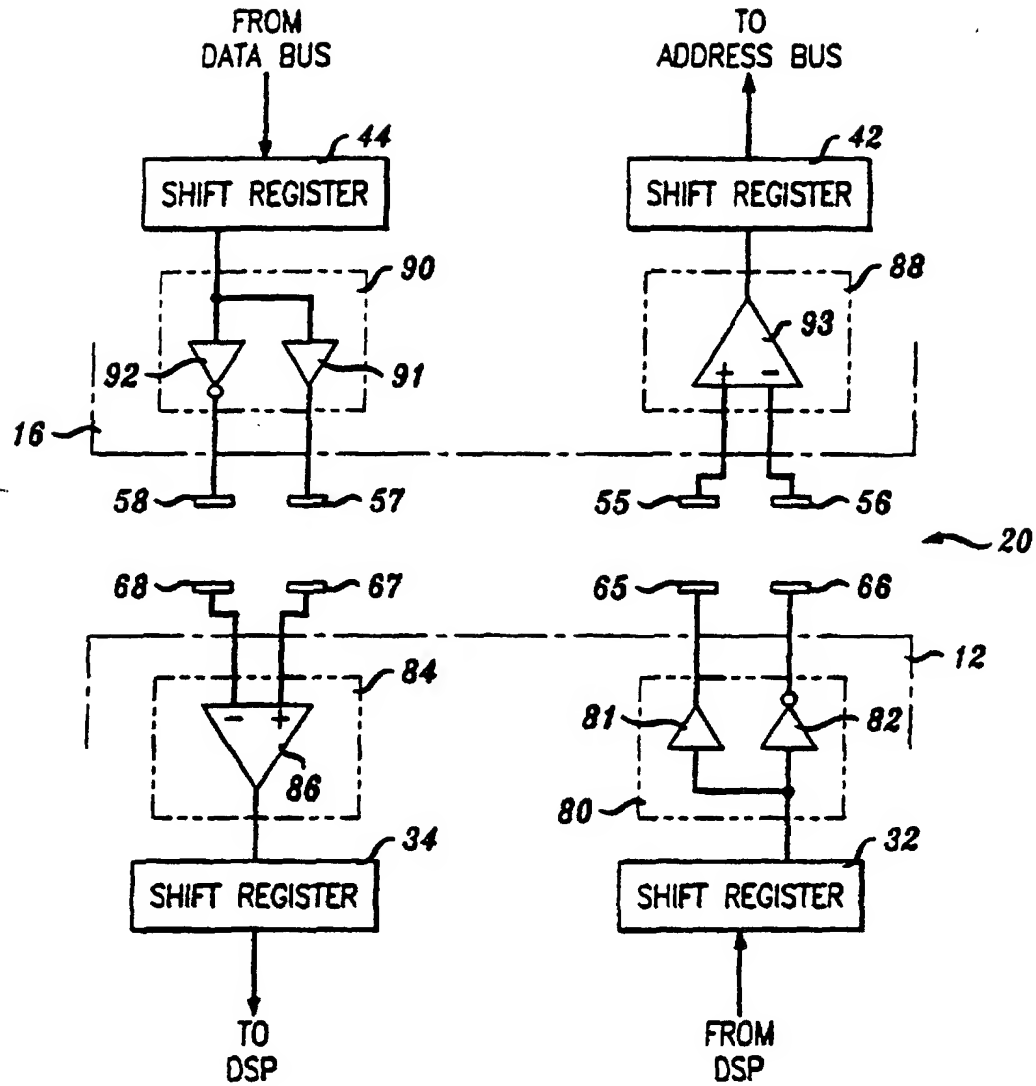 FROM
DATA BUS
TO
ADDRESS BUS
44
42
SHIFT REGISTER
SHIFT REGISTER
90
88
92
91
93
+ -
16
58
57
55
56
20
68
67
65
66
12
84
- +
81
82
86
80
34
32
SHIFT REGISTER
SHIFT REGISTER
TO
DSP
FROM
DSP